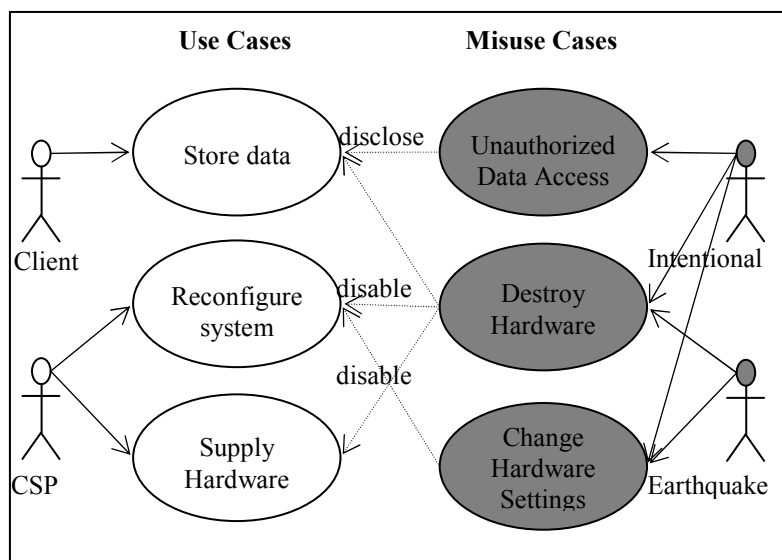 Use Cases
Misuse Cases
Store data
disclose
Unauthorized
Data Access
Client
Intentional
Reconfigure
system
disable
Destroy
Hardware
disable
Supply
Hardware
Change
Hardware
Settings
CSP
Earthquake